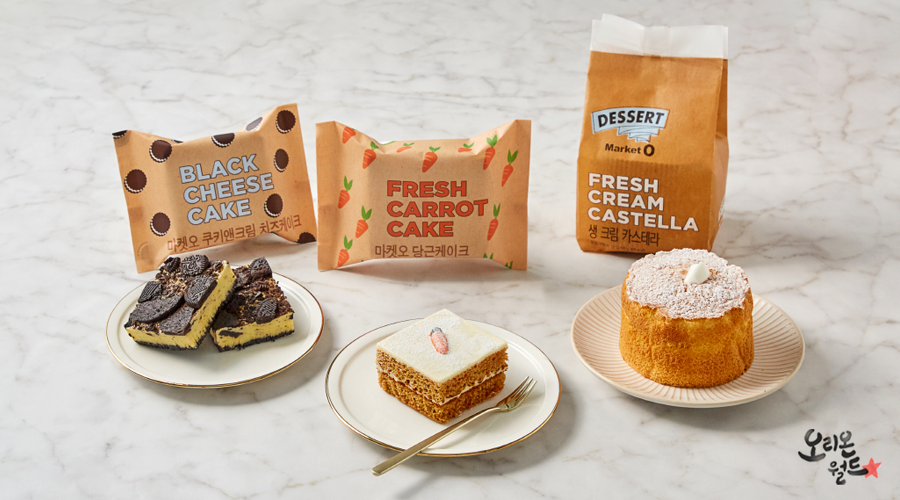 BLACK
CHEESE
CAKE
마켓오 쿠키앤크림 치즈케이크
FRESH
CARROT
CAKE
마켓오 당근케이크
DESSERT
Market O
FRESH
CREAM
CASTELLA
생 크림 카스테라
오리온
월드